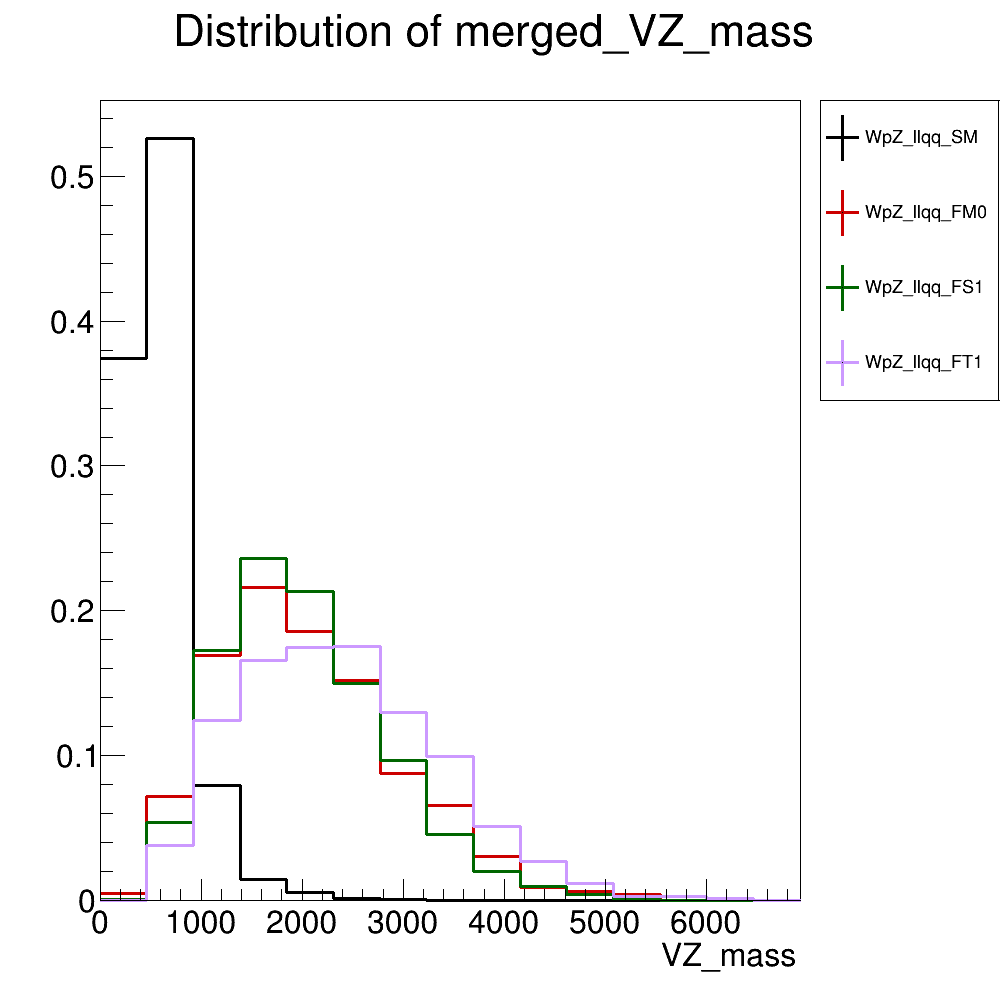 Distribution of merged_VZ_mass
WpZ_llqq_SM
WpZ_llqq_FM0
WpZ_llqq_FS1
WpZ_llqq_FT1
0.5
0.4
0.3
0.2
0.1
0
0 1000 2000 3000 4000 5000 6000
VZ_mass